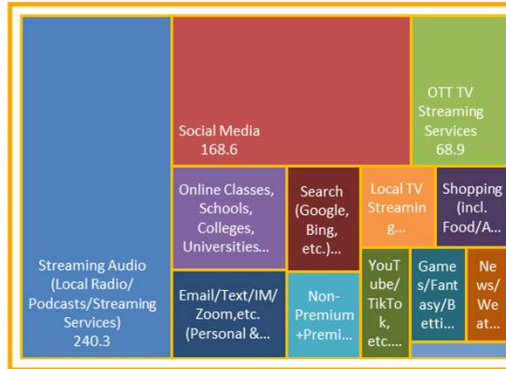 Streaming Audio
(Local Radio/
Podcasts/Streaming
Services)
240.3
Social Media
168.6
OTT TV
Streaming
Services
68.9
Online Classes,
Schools,
Colleges,
Universities...
Search
(Google,
Bing,
etc.)...
Local TV
Streamin
g...
Shopping
(incl.
Food/A...
Email/Text/IM/
Zoom,etc.
(Personal &...
Non-
Premium
+Premi...
YouT
ube/
TikTo
k,
etc....
Game
s/Fant
asy/B
etti...
Ne
ws/
We
at...